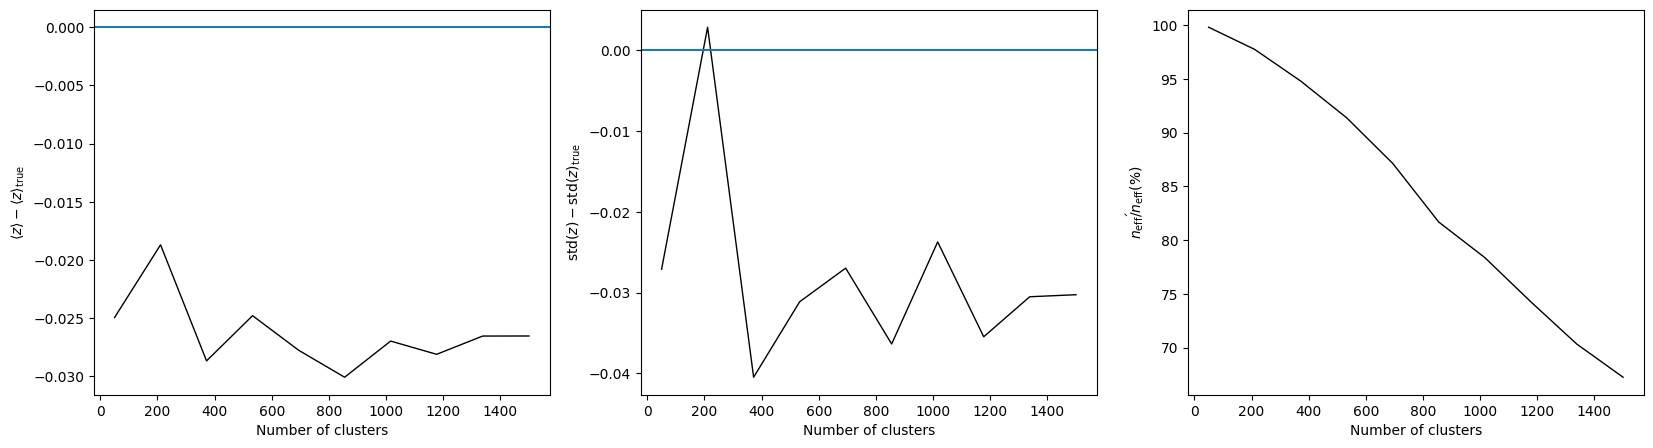 0.000
−0.005
−0.010
−0.015
−0.020
−0.025
−0.030
⟨z⟩ − ⟨z⟩true
0 200 400 600 800 1000 1200 1400
Number of clusters
0.00
−0.01
−0.02
−0.03
−0.04
std(z) − std(z)true
0 200 400 600 800 1000 1200 1400
Number of clusters
100
95
90
85
80
75
70
n′eff/neff(%)
0 200 400 600 800 1000 1200 1400
Number of clusters